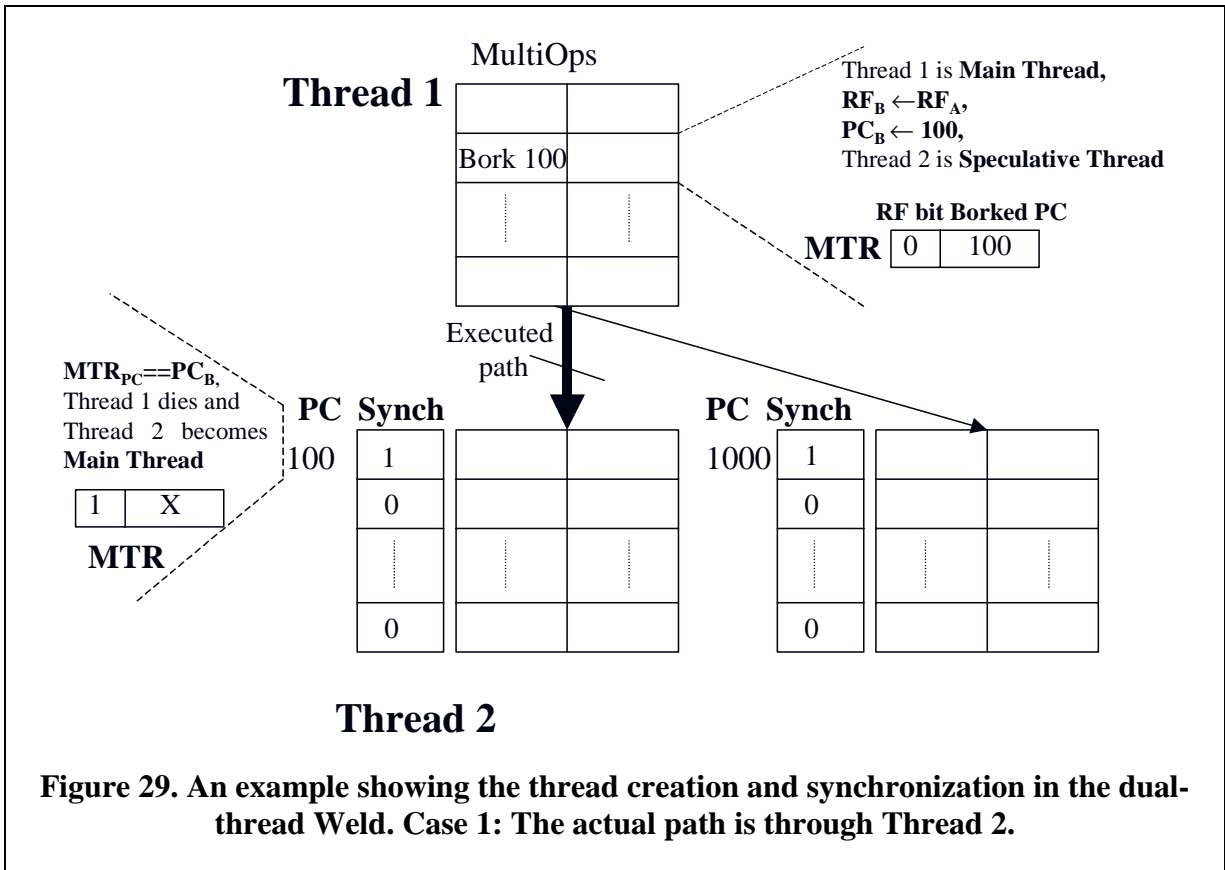 MultiOps
Thread 1
Bork 100
Thread 1 is Main Thread,
RF_B ←RF_A,
PC_B ← 100,
Thread 2 is Speculative Thread
RF bit Borked PC
MTR 0 100
Executed
path
MTR_PC==PC_B,
Thread 1 dies and
Thread 2 becomes
Main Thread
1 X
MTR
PC Synch
100 1
0
0
PC Synch
1000 1
0
0
Thread 2
Figure 29. An example showing the thread creation and synchronization in the dual-
thread Weld. Case 1: The actual path is through Thread 2.